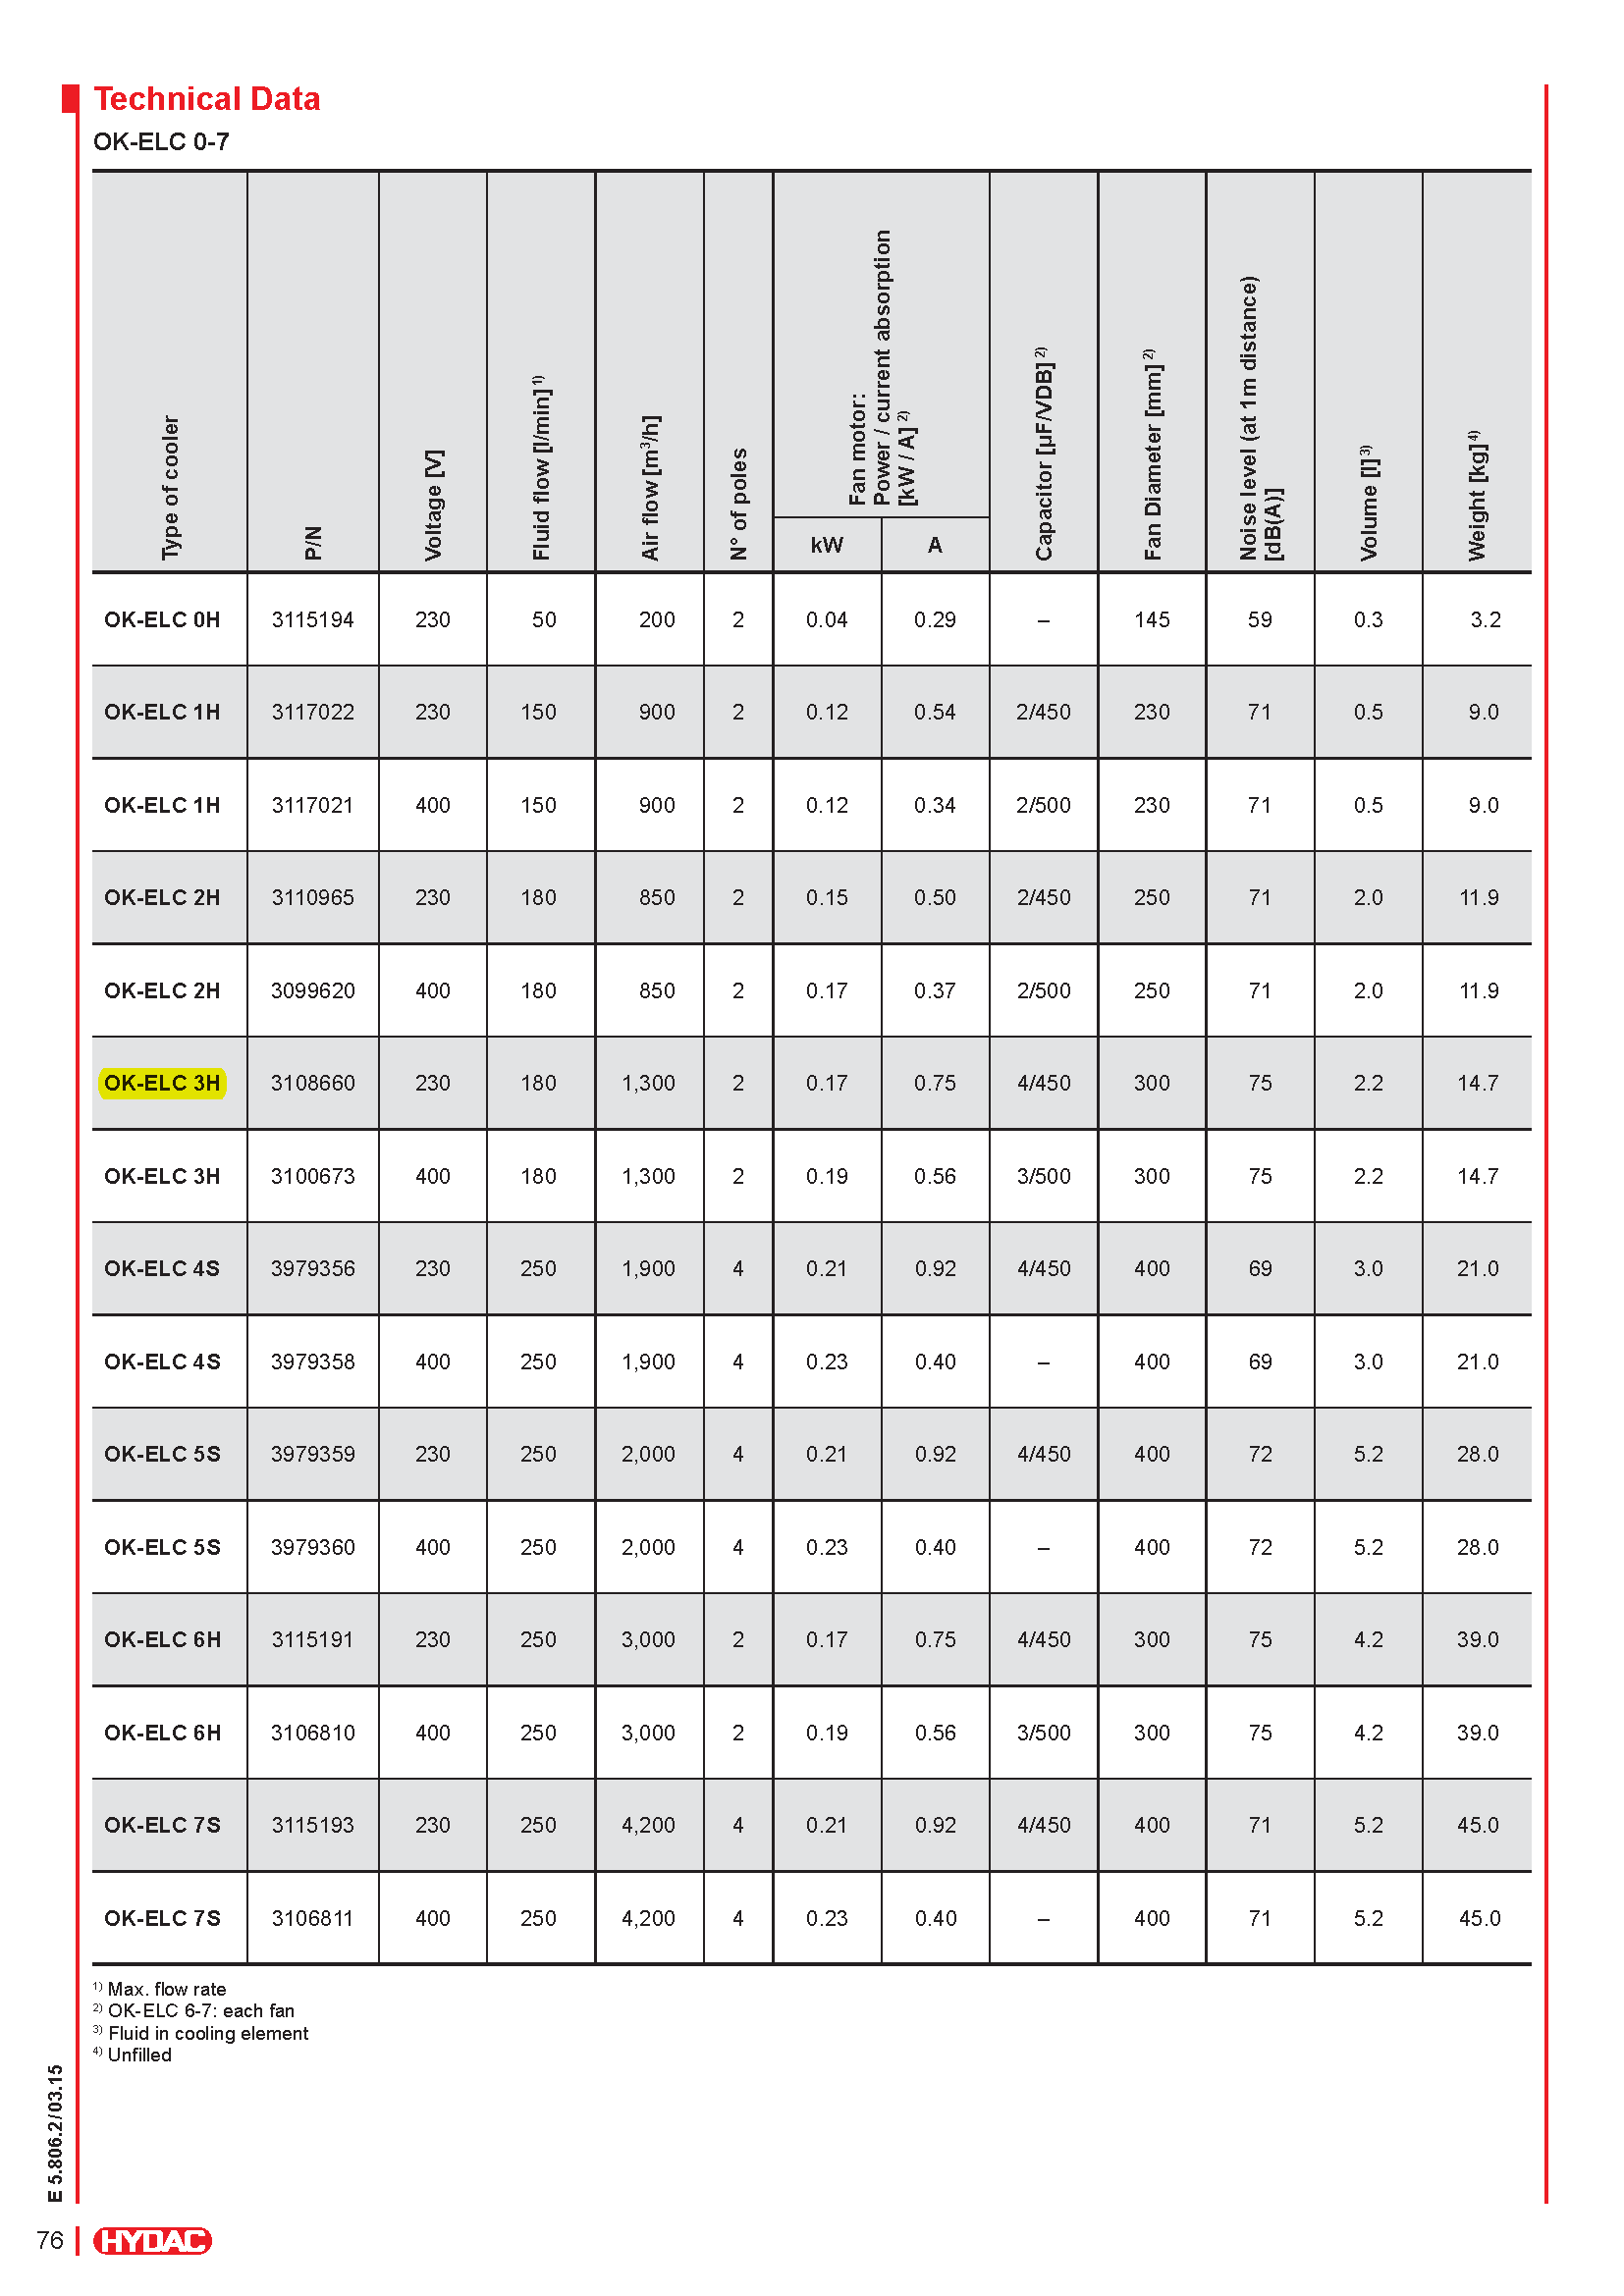 Technical Data
OK-ELC 0-7
Type of cooler
P/N
Voltage [V]
Fluid flow [l/min] 1)
Air flow [m3/h]
N° of poles
Fan motor:
Power / current absorption
[kW / A] 2)
kW A
Capacitor [µF/VDB] 2)
Fan Diameter [mm] 2)
Noise level (at 1m distance)
[dB(A)]
Volume [l] 3)
Weight [kg] 4)
OK-ELC 0H 3115194 230 50 200 2 0.04 0.29 – 145 59 0.3 3.2
OK-ELC 1H 3117022 230 150 900 2 0.12 0.54 2/450 230 71 0.5 9.0
OK-ELC 1H 3117021 400 150 900 2 0.12 0.34 2/500 230 71 0.5 9.0
OK-ELC 2H 3110965 230 180 850 2 0.15 0.50 2/450 250 71 2.0 11.9
OK-ELC 2H 3099620 400 180 850 2 0.17 0.37 2/500 250 71 2.0 11.9
OK-ELC 3H 3108660 230 180 1,300 2 0.17 0.75 4/450 300 75 2.2 14.7
OK-ELC 3H 3100673 400 180 1,300 2 0.19 0.56 3/500 300 75 2.2 14.7
OK-ELC 4S 3979356 230 250 1,900 4 0.21 0.92 4/450 400 69 3.0 21.0
OK-ELC 4S 3979358 400 250 1,900 4 0.23 0.40 – 400 69 3.0 21.0
OK-ELC 5S 3979359 230 250 2,000 4 0.21 0.92 4/450 400 72 5.2 28.0
OK-ELC 5S 3979360 400 250 2,000 4 0.23 0.40 – 400 72 5.2 28.0
OK-ELC 6H 3115191 230 250 3,000 2 0.17 0.75 4/450 300 75 4.2 39.0
OK-ELC 6H 3106810 400 250 3,000 2 0.19 0.56 3/500 300 75 4.2 39.0
OK-ELC 7S 3115193 230 250 4,200 4 0.21 0.92 4/450 400 71 5.2 45.0
OK-ELC 7S 3106811 400 250 4,200 4 0.23 0.40 – 400 71 5.2 45.0
1) Max. flow rate
2) OK-ELC 6-7: each fan
3) Fluid in cooling element
4) Unfilled
E 5.806.2/03.15
76 HYDAC